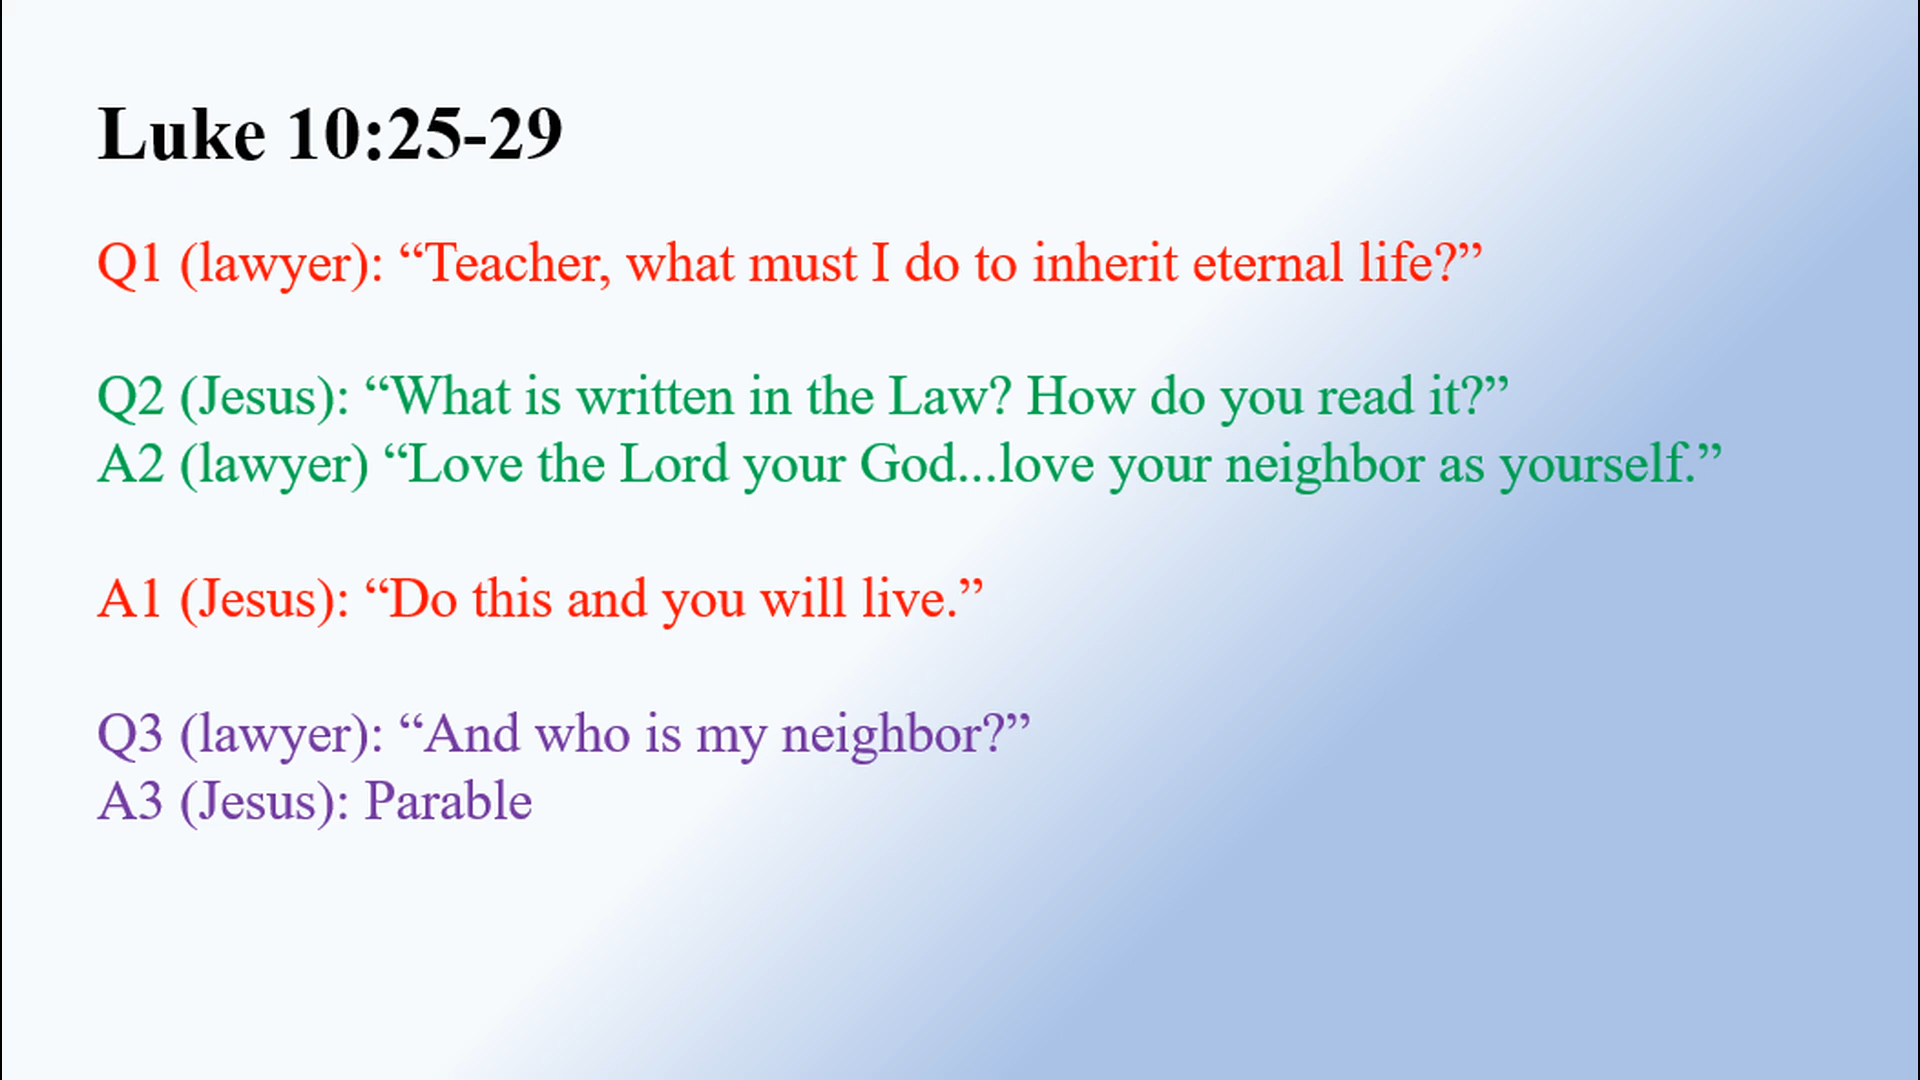 Luke 10:25-29
Q1 (lawyer): “Teacher, what must I do to inherit eternal life?”
Q2 (Jesus): “What is written in the Law? How do you read it?”
A2 (lawyer) “Love the Lord your God...love your neighbor as yourself.”
A1 (Jesus): “Do this and you will live.”
Q3 (lawyer): “And who is my neighbor?”
A3 (Jesus): Parable